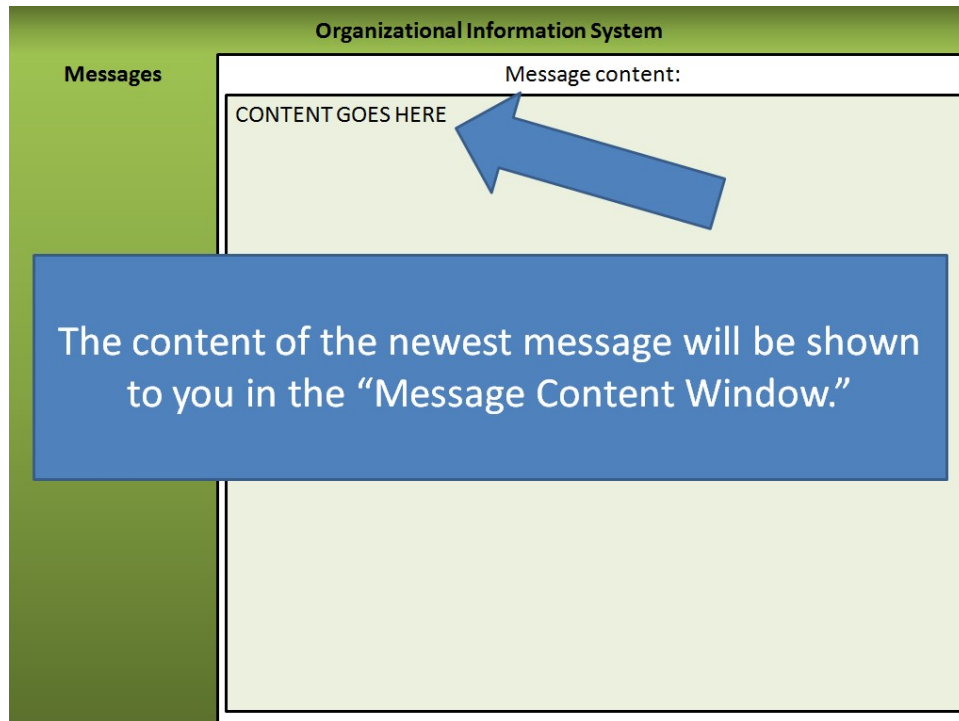 Organizational Information System
Messages
Message content:
CONTENT GOES HERE
The content of the newest message will be shown
to you in the “Message Content Window.”